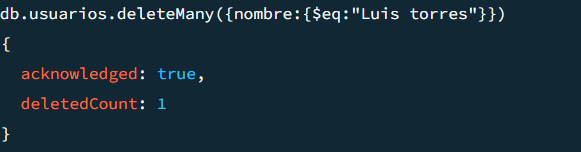 db.usuarios.deleteMany({nombre:{$eq:"Luis torres"}})
{
  acknowledged: true,
  deletedCount: 1
}